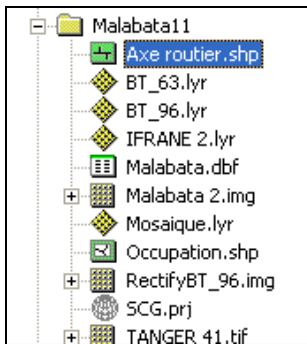 Malabata11
Axe routier.shp
BT_63.lyr
BT_96.lyr
IFRANE 2.lyr
Malabata.dbf
Malabata 2.img
Mosaique.lyr
Occupation.shp
RectifyBT_96.img
SCG.prj
TANGER 41.tif